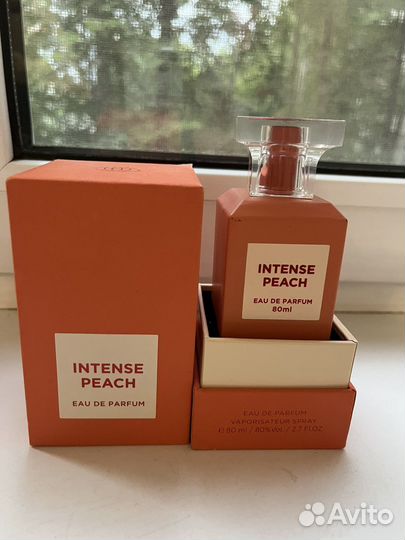 INTENSE
PEACH
EAU DE PARFUM
INTENSE
PEACH
EAU DE PARFUM
80ml
EAU DE PARFUM
VAPORISATEUR SPRAY
80 ml / 80%Vol. / 2.7 FL.OZ.
Avito